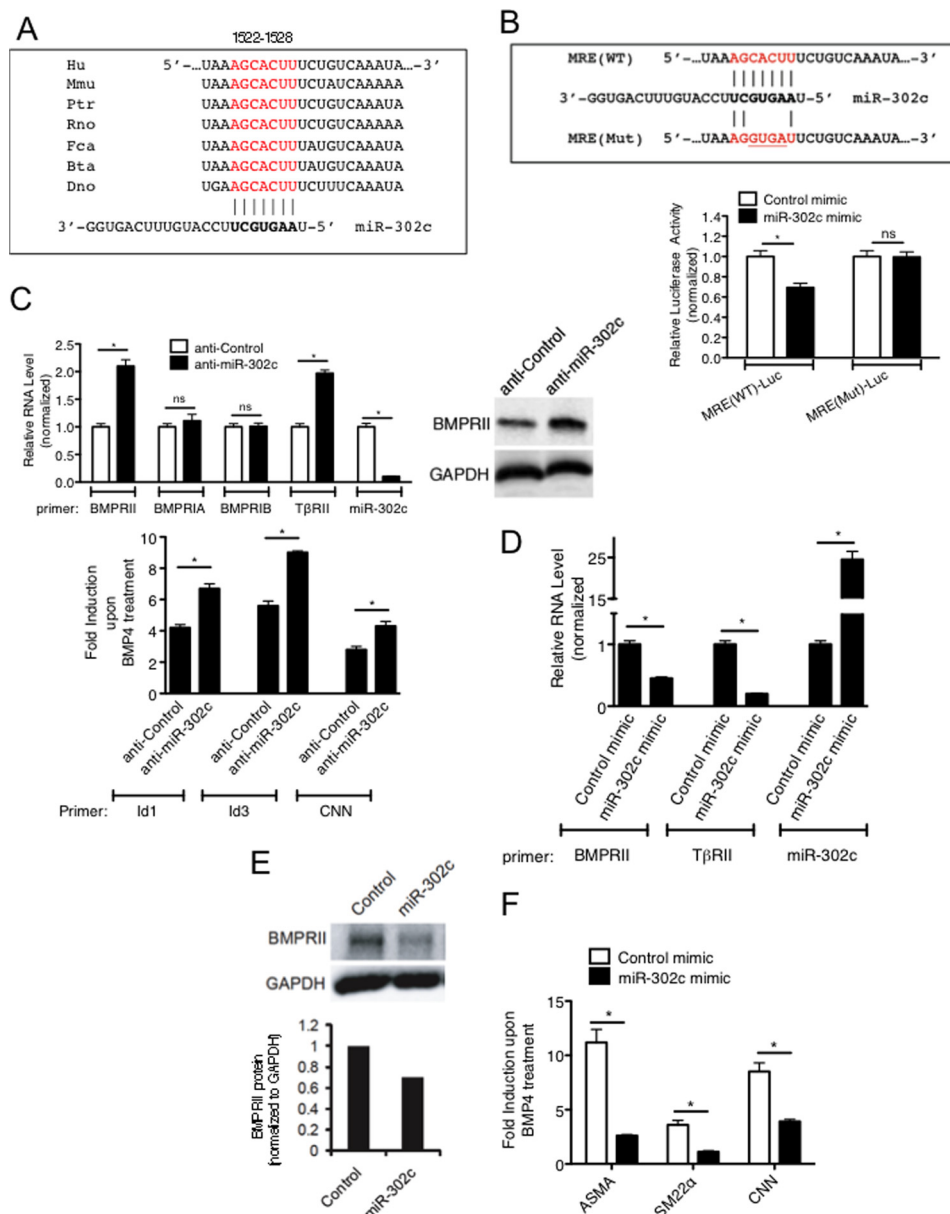 A
1522-1528
Hu 5′-…UAAAGCACUUUCUGUCAAAUA…-3′
Mmu UAAAGCACUUUCUAUCAAAAA
Ptr UAAAGCACUUUCUGUCAAAUA
Rno UAAAGCACUUUCUGUCAAAUA
Fca UAAAGCACUUUCUGUCAAAUA
Bta UAAAGCACUUUCUGUCAAAUA
Dno UGAAGCACUUUCUUUCAAAUA
3′-GGUGACUUUGUACCUUCGUGAAU-5′ miR-302c
B
MRE(WT) 5′-…UAAAGCACUUUCUGUCAAAUA…-3′
3′-GGUGACUUUGUACCUUCGUGAAU-5′ miR-302c
MRE(Mut) 5′-…UAAAGGUGAUUCUGUCAAAUA…-3′
Control mimic
miR-302c mimic
Relative Luciferase Activity
(normalized)
1.4
1.2
1.0
0.8
0.6
0.4
0.2
0.0
*
ns
MRE(WT)-Luc
MRE(Mut)-Luc
C
anti-Control
anti-miR-302c
Relative RNA Level
(normalized)
2.5
2.0
1.5
1.0
0.5
0.0
*
ns
ns
*
*
primer: BMPRII BMPRIA BMPRIB TβRII miR-302c
anti-Control
anti-miR-302c
BMPRII
GAPDH
Fold Induction
upon
BMP4 treatment
10
8
6
4
2
0
*
*
*
anti-Control
anti-miR-302c
anti-Control
anti-miR-302c
anti-Control
anti-miR-302c
Primer: Id1 Id3 CNN
D
Relative RNA Level
(normalized)
25
15
1
0
*
*
*
Control mimic
miR-302c mimic
Control mimic
miR-302c mimic
Control mimic
miR-302c mimic
primer: BMPRII TβRII miR-302c
E
Control
miR-302c
BMPRII
GAPDH
BMPRII protein
(normalized to GAPDH)
1.2
1
0.8
0.6
0.4
0.2
0
Control
miR-302c
F
Control mimic
miR-302c mimic
Fold Induction upon
BMP4 treatment
15
10
5
0
*
*
*
ASMA
SM22α
CNN